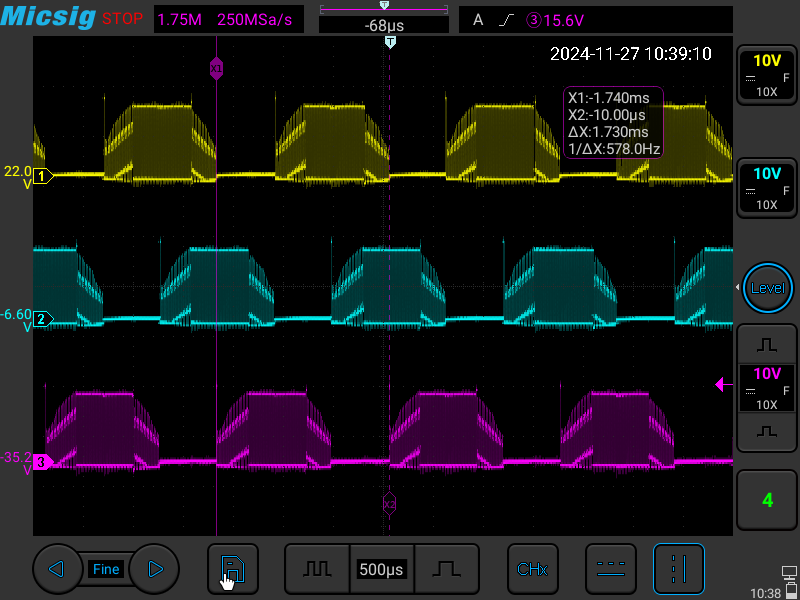 Micsig STOP 1.75M 250MSa/s -68µs A ③15.6V
T
2024-11-27 10:39:10
X1
X1:-1.740ms
X2:-10.00µs
ΔX:1.730ms
1/ΔX:578.0Hz
10V
F
10X
22.0
V
1
10V
F
10X
-6.60
V
2
Level
10V
F
10X
-35.2
V
3
X2
4
Fine
500µs
CHx
10:38